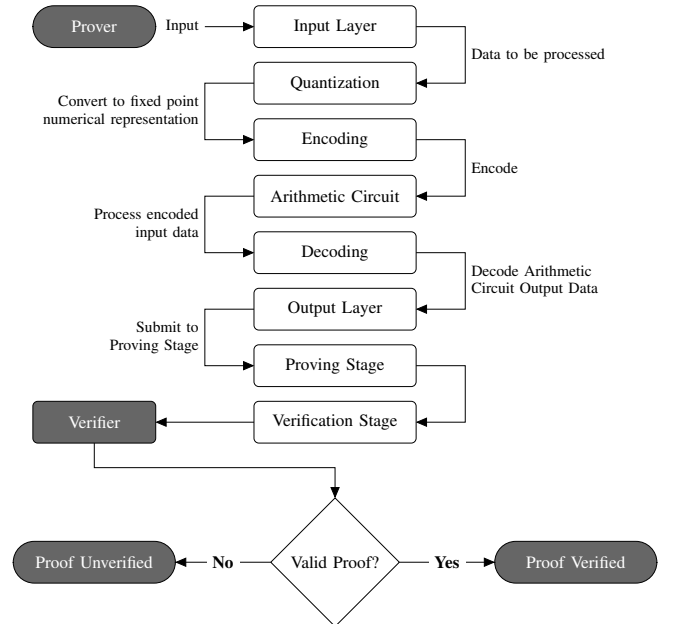 Prover
Input
Input Layer
Data to be processed
Quantization
Convert to fixed point
numerical representation
Encoding
Encode
Arithmetic Circuit
Process encoded
input data
Decoding
Decode Arithmetic
Circuit Output Data
Output Layer
Submit to
Proving Stage
Proving Stage
Verifier
Verification Stage
Proof Unverified
No
Valid Proof?
Yes
Proof Verified